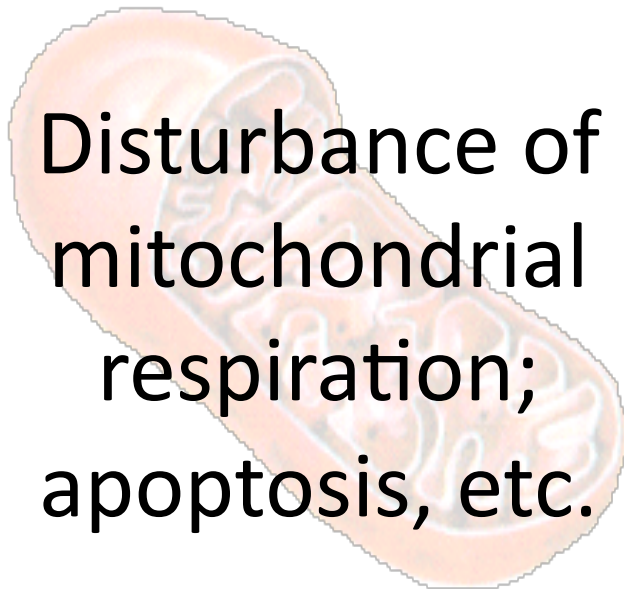 Disturbance of
mitochondrial
respiration;
apoptosis, etc.